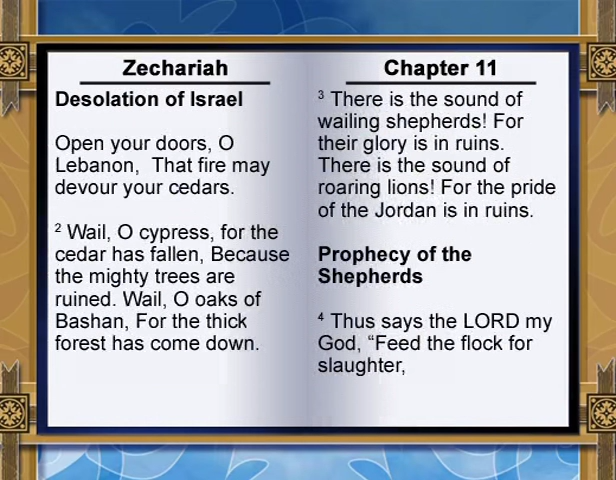 Zechariah
Desolation of Israel
Open your doors, O
Lebanon,  That fire may
devour your cedars.
² Wail, O cypress, for the
cedar has fallen, Because
the mighty trees are
ruined. Wail, O oaks of
Bashan, For the thick
forest has come down.
Chapter 11
³ There is the sound of
wailing shepherds! For
their glory is in ruins.
There is the sound of
roaring lions! For the pride
of the Jordan is in ruins.
Prophecy of the
Shepherds
⁴ Thus says the LORD my
God, “Feed the flock for
slaughter,